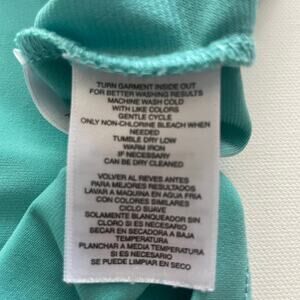 TURN GARMENT INSIDE OUT
FOR BETTER WASHING RESULTS
MACHINE WASH COLD
WITH LIKE COLORS
GENTLE CYCLE
ONLY NON-CHLORINE BLEACH WHEN
NEEDED
TUMBLE DRY LOW
WARM IRON
IF NECESSARY
CAN BE DRY CLEANED
VOLVER AL REVES ANTES
PARA MEJORES RESULTADOS
LAVAR A MAQUINA EN AGUA FRIA
CON COLORES SIMILARES
CICLO SUAVE
SOLAMENTE BLANQUEADOR SIN
CLORO SI ES NECESARIO
SECAR EN SECADORA A BAJA
TEMPERATURA
PLANCHAR A MEDIA TEMPERATURA
SI ES NECESARIO
SE PUEDE LIMPIAR EN SECO